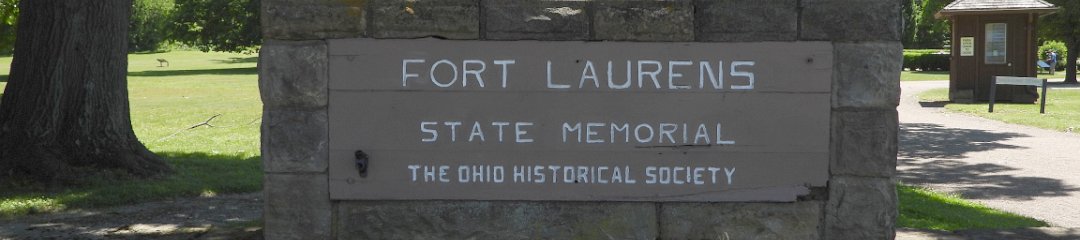 FORT LAURENS
STATE MEMORIAL
THE OHIO HISTORICAL SOCIETY